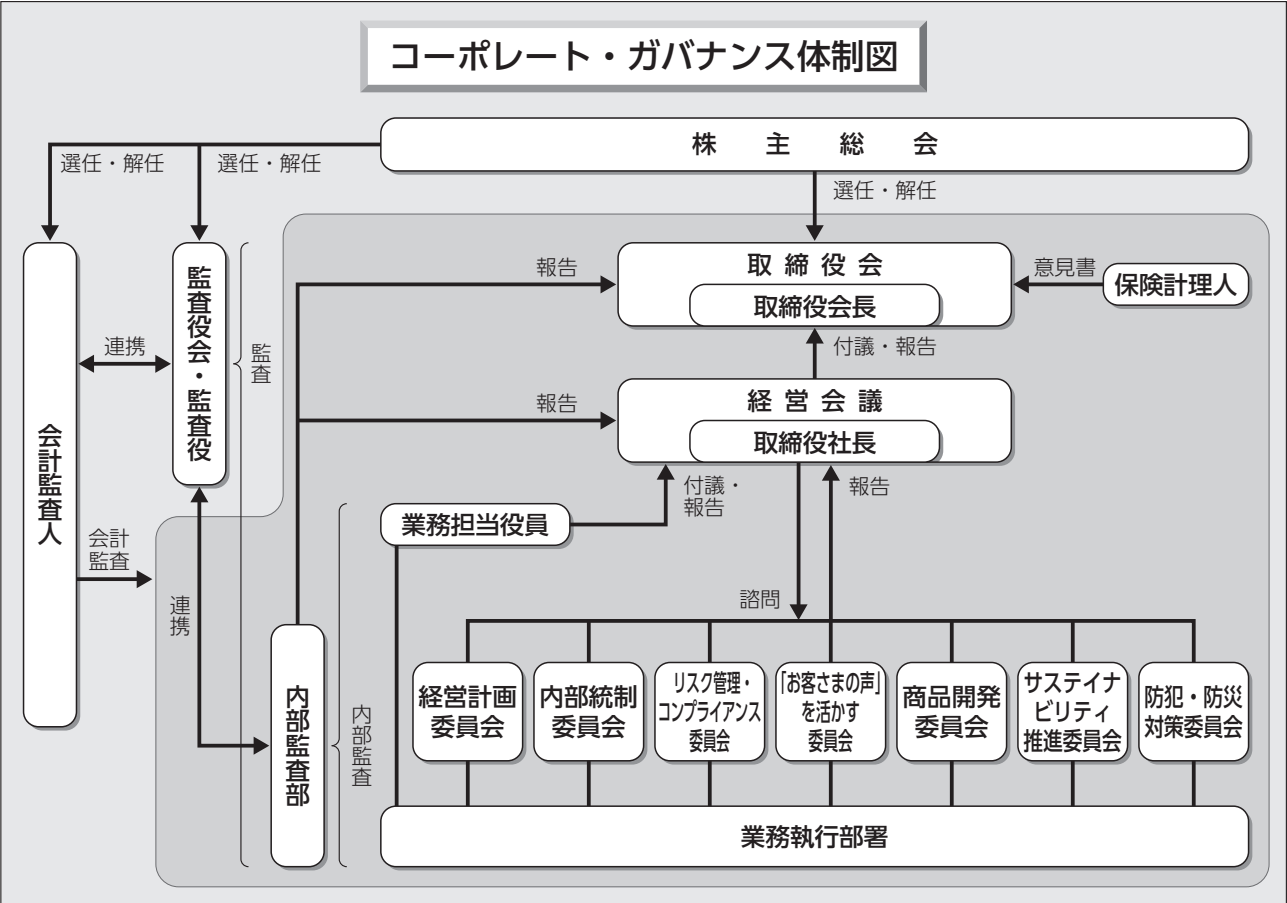 コーポレート・ガバナンス体制図
株主総会
選任・解任
選任・解任
選任・解任
取締役会
取締役会長
報告
意見書
保険計理人
監査役会・監査役
監査
連携
付議・報告
経営会議
取締役社長
報告
会計監査人
付議・
報告
報告
業務担当役員
会計
監査
連携
諮問
内部監査部
内部監査
経営計画
委員会
内部統制
委員会
リスク管理・
コンプライアンス
委員会
「お客さまの声」
を活かす
委員会
商品開発
委員会
サステイナ
ビリティ
推進委員会
防犯・防災
対策委員会
業務執行部署